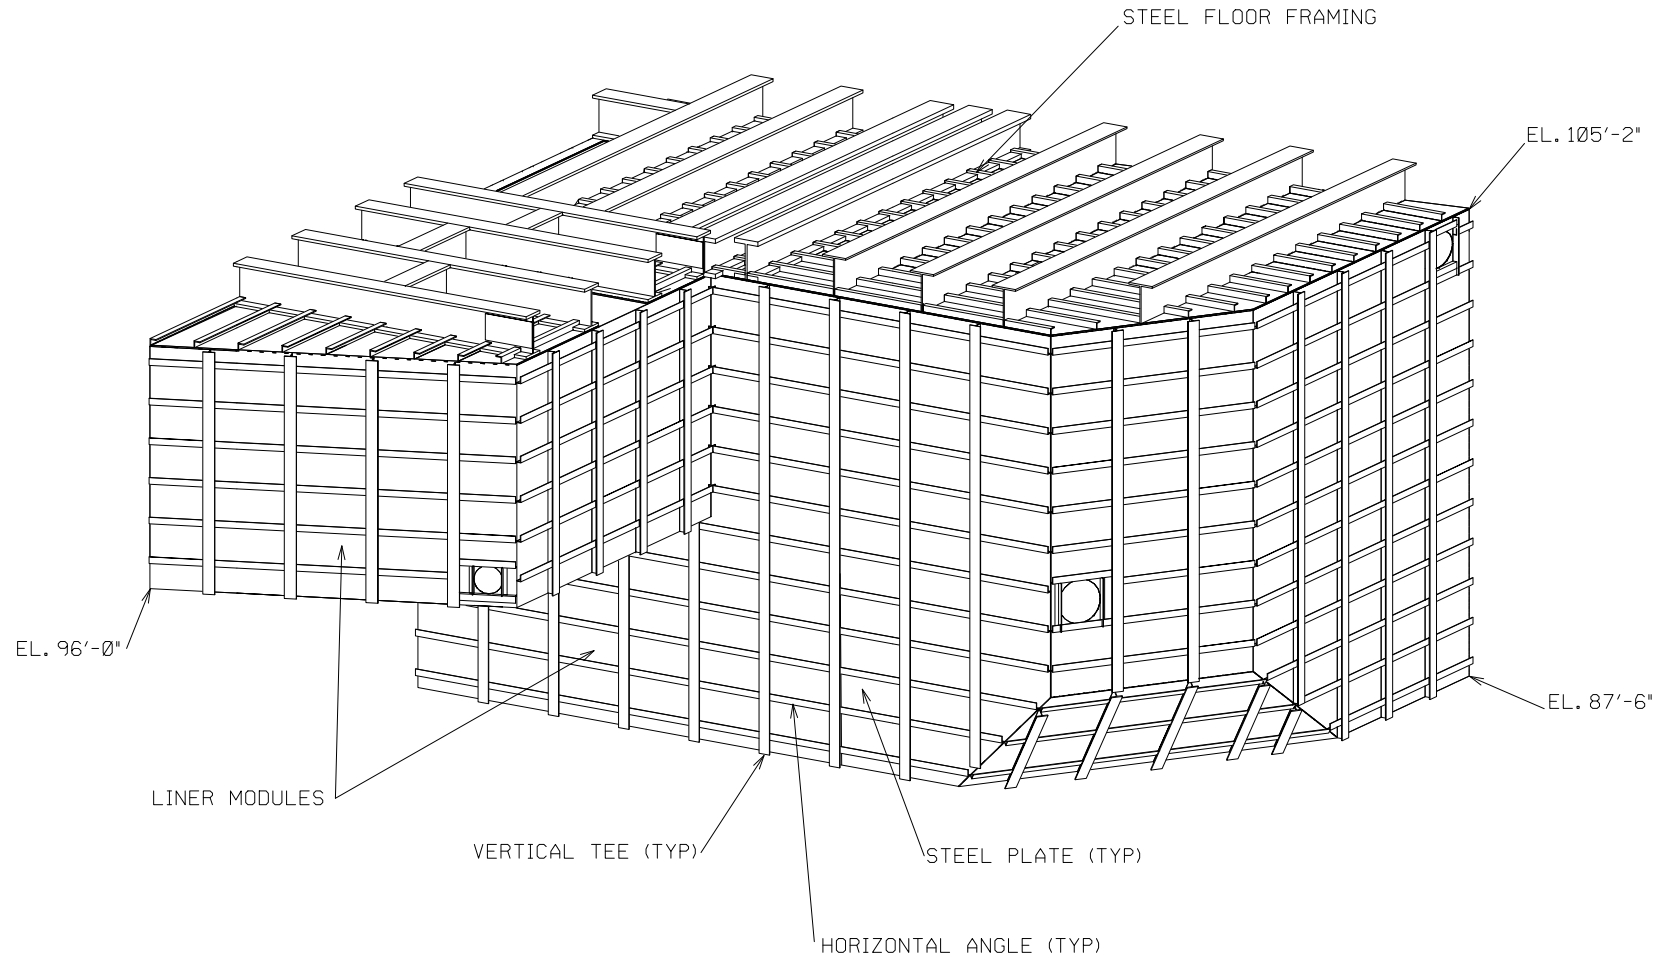 STEEL FLOOR FRAMING
EL. 105'-2"
EL. 96'-0"
EL. 87'-6"
LINER MODULES
VERTICAL TEE (TYP)
STEEL PLATE (TYP)
HORIZONTAL ANGLE (TYP)